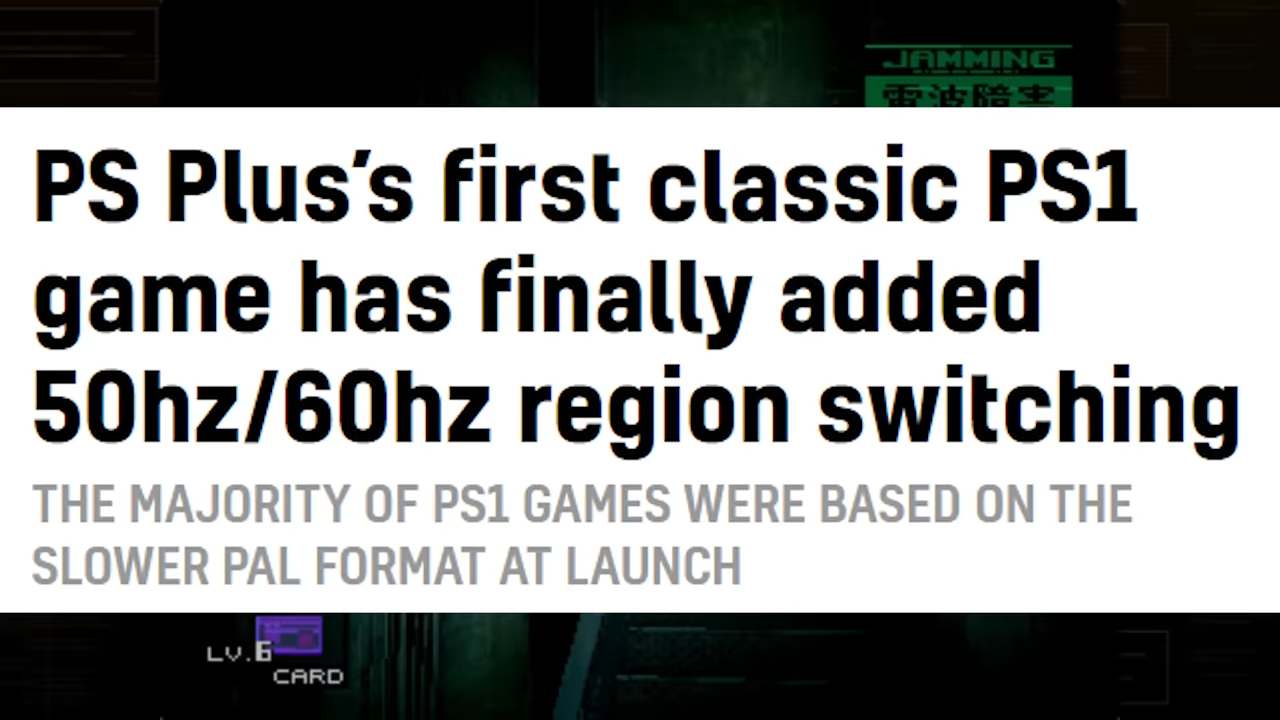 JAMMING
電波障害
PS Plus’s first classic PS1
game has finally added
50hz/60hz region switching
THE MAJORITY OF PS1 GAMES WERE BASED ON THE
SLOWER PAL FORMAT AT LAUNCH
LV.6
CARD